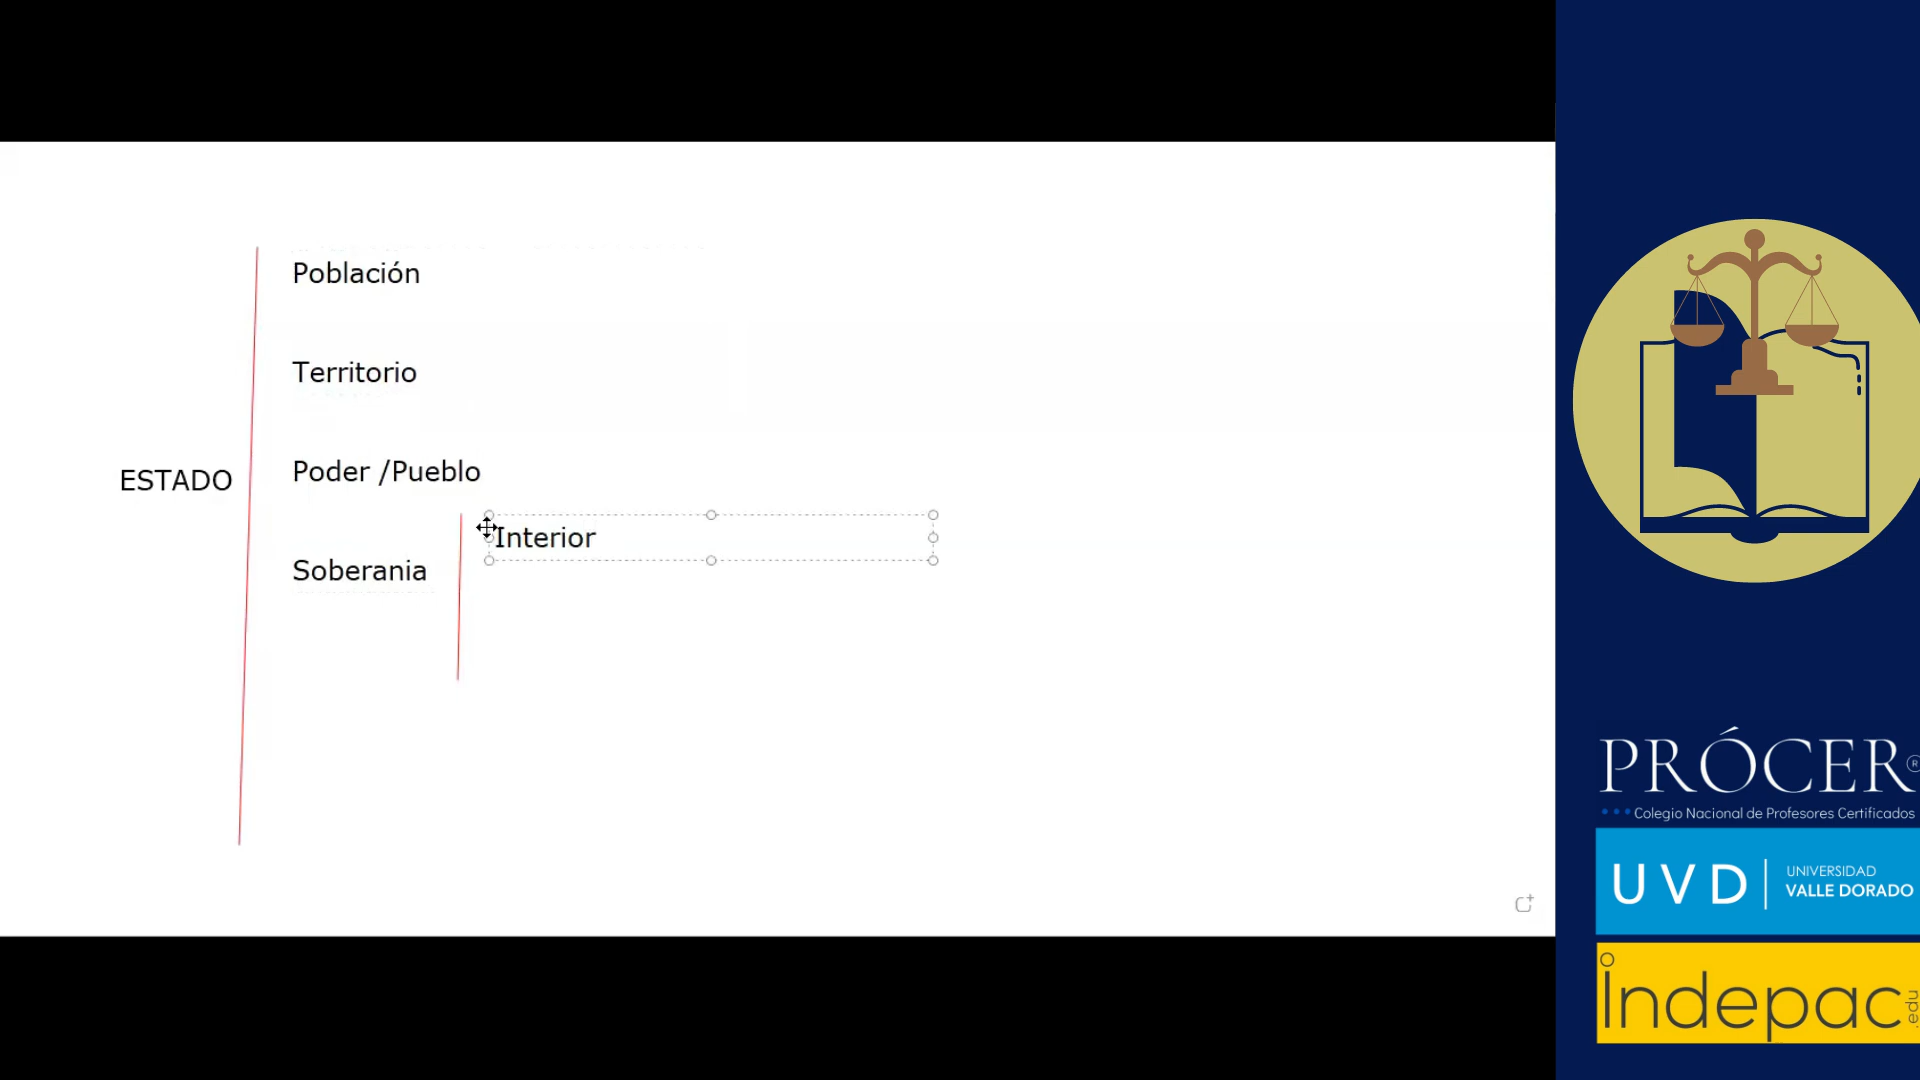 Población
Territorio
ESTADO
Poder /Pueblo
Interior
Soberania
PRÓCER ®
Colegio Nacional de Profesores Certificados
UVD
UNIVERSIDAD
VALLE DORADO
Indepac
.edu